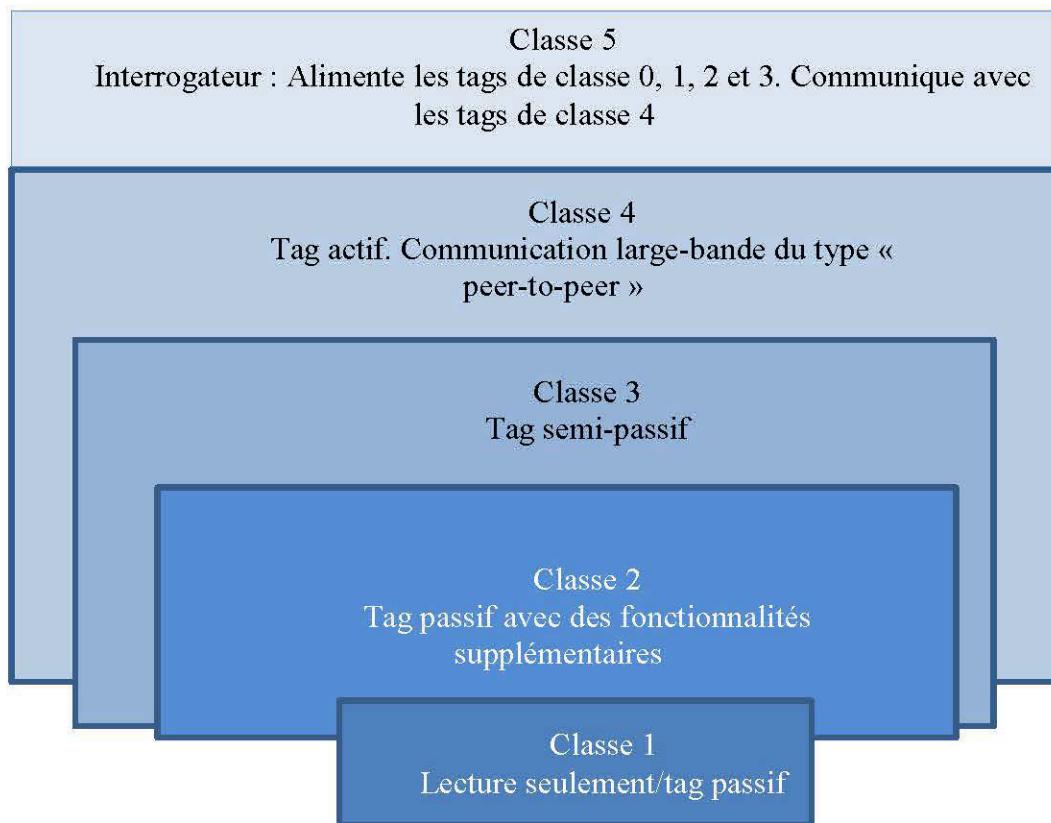 Classe 5
Interrogateur : Alimente les tags de classe 0, 1, 2 et 3. Communique avec
les tags de classe 4
Classe 4
Tag actif. Communication large-bande du type «
peer-to-peer »
Classe 3
Tag semi-passif
Classe 2
Tag passif avec des fonctionnalités
supplémentaires
Classe 1
Lecture seulement/tag passif